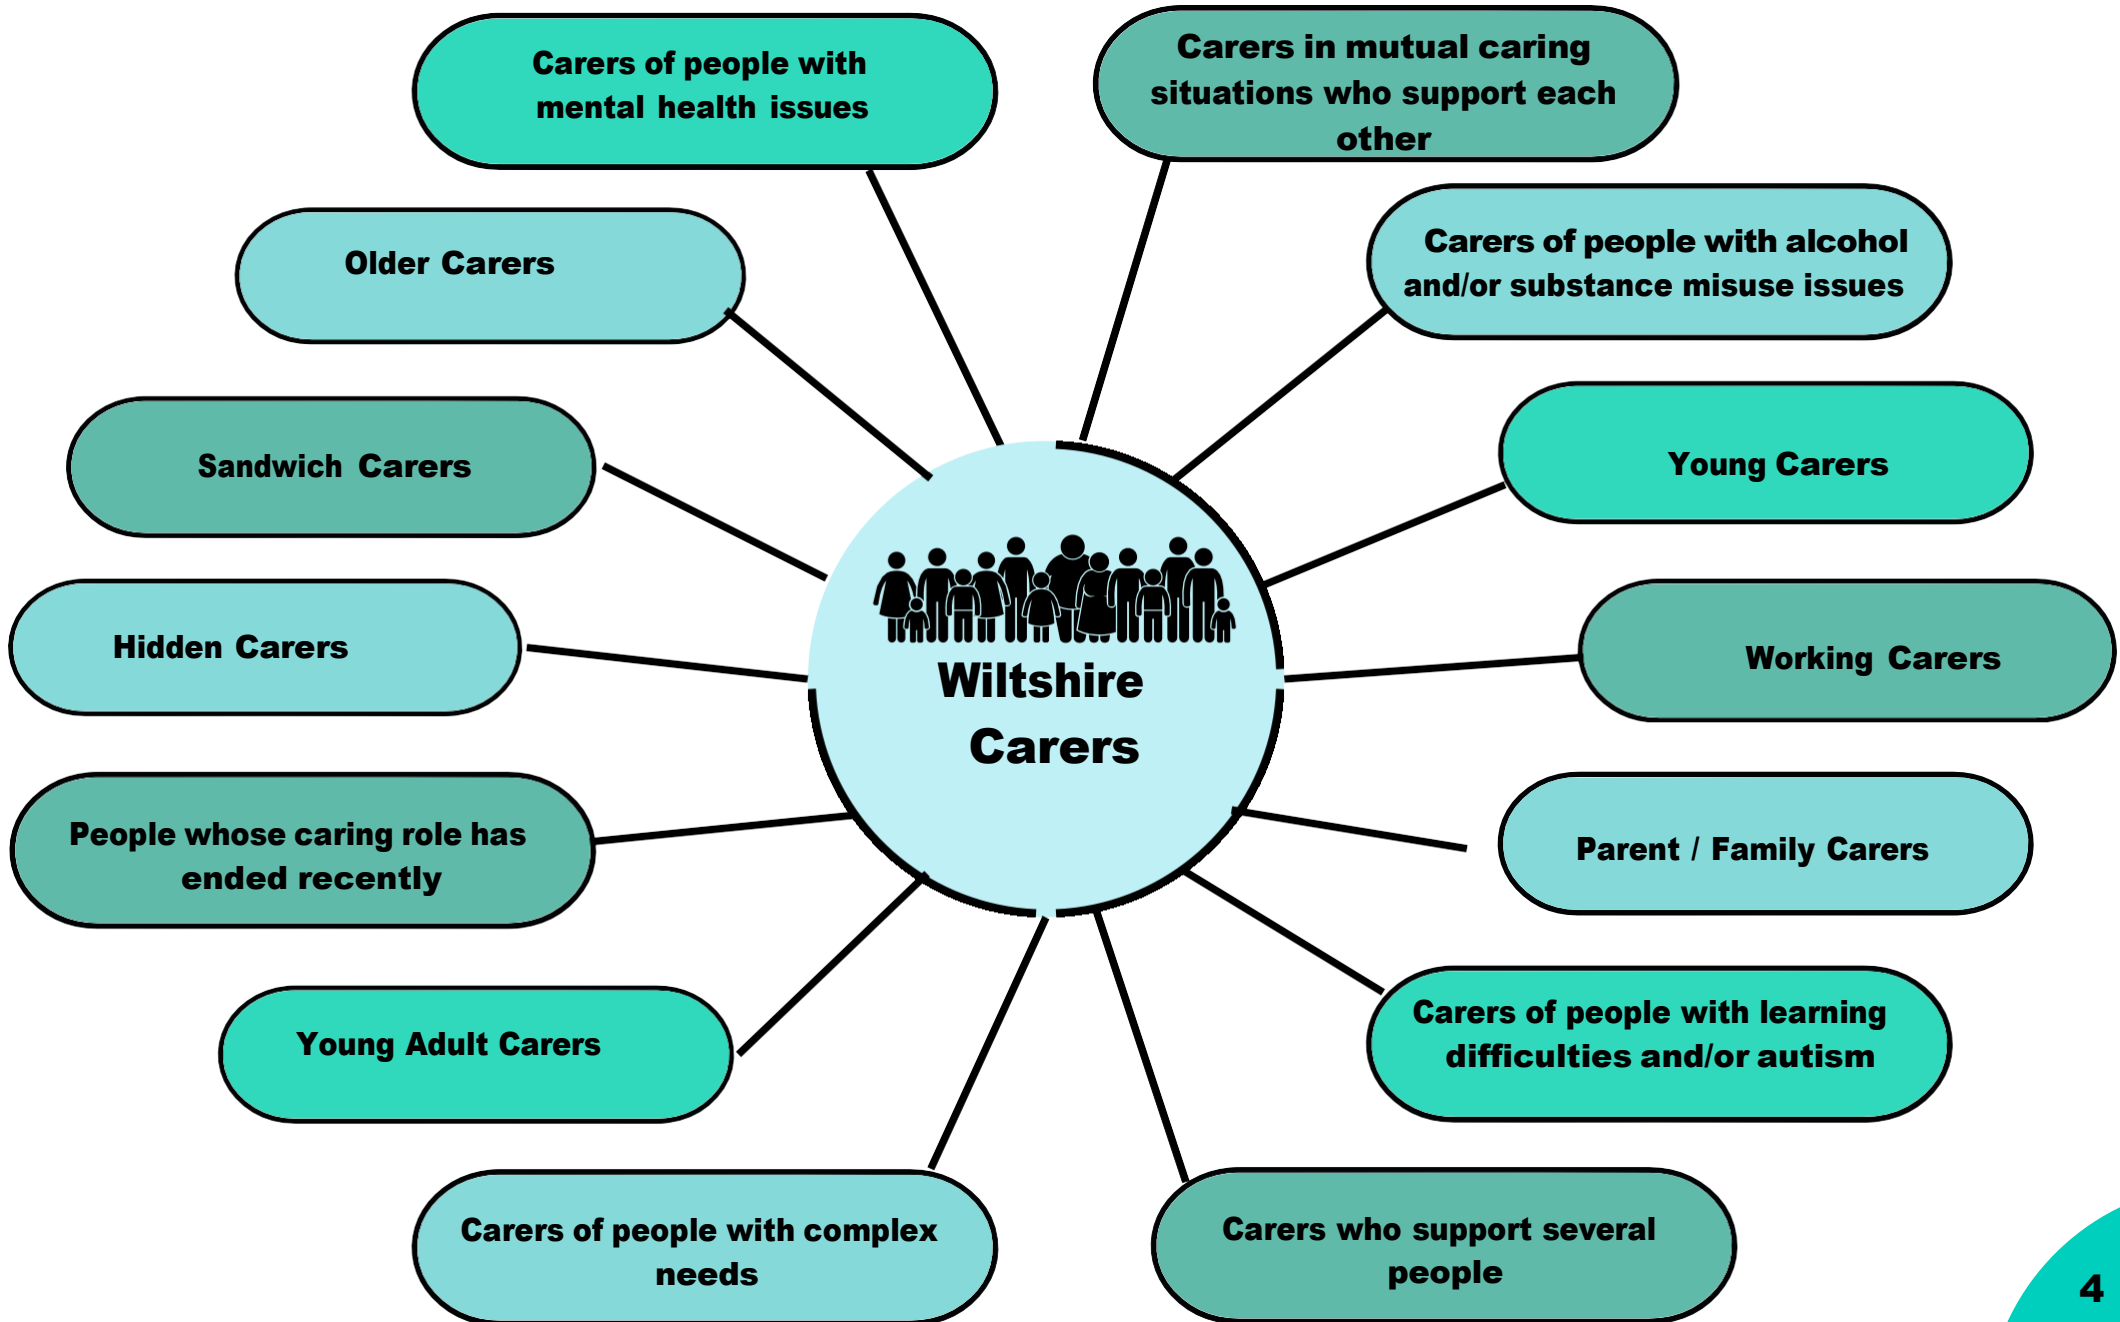 Carers of people with
mental health issues
Carers in mutual caring
situations who support each
other
Older Carers
Carers of people with alcohol
and/or substance misuse issues
Sandwich Carers
Young Carers
Hidden Carers
Wiltshire
Carers
Working Carers
People whose caring role has
ended recently
Parent / Family Carers
Young Adult Carers
Carers of people with learning
difficulties and/or autism
Carers of people with complex
needs
Carers who support several
people
4